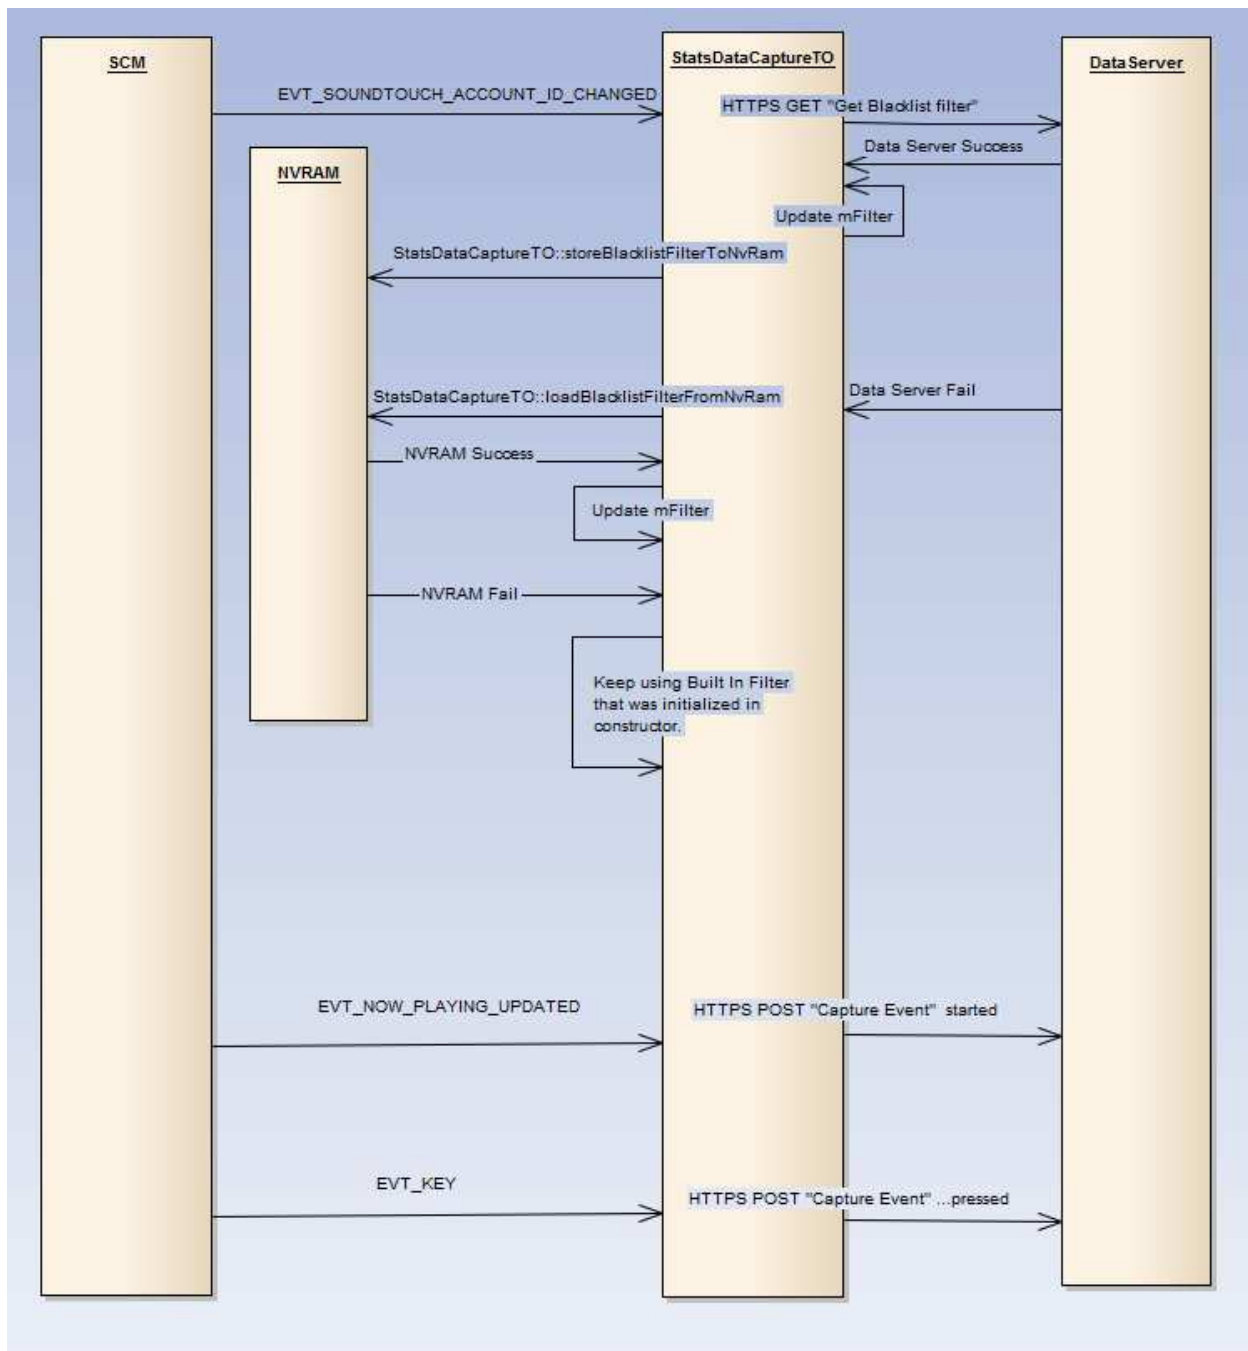 SCM
StatsDataCaptureTO
DataServer
EVT_SOUNDTOUCH_ACCOUNT_ID_CHANGED
HTTPS GET "Get Blacklist filter"
Data Server Success
NVRAM
Update mFilter
StatsDataCaptureTO::storeBlacklistFilterToNvRam
StatsDataCaptureTO::loadBlacklistFilterFromNvRam
Data Server Fail
NVRAM Success
Update mFilter
NVRAM Fail
Keep using Built In Filter
that was initialized in
constructor.
EVT_NOW_PLAYING_UPDATED
HTTPS POST "Capture Event" started
EVT_KEY
HTTPS POST "Capture Event" ...pressed